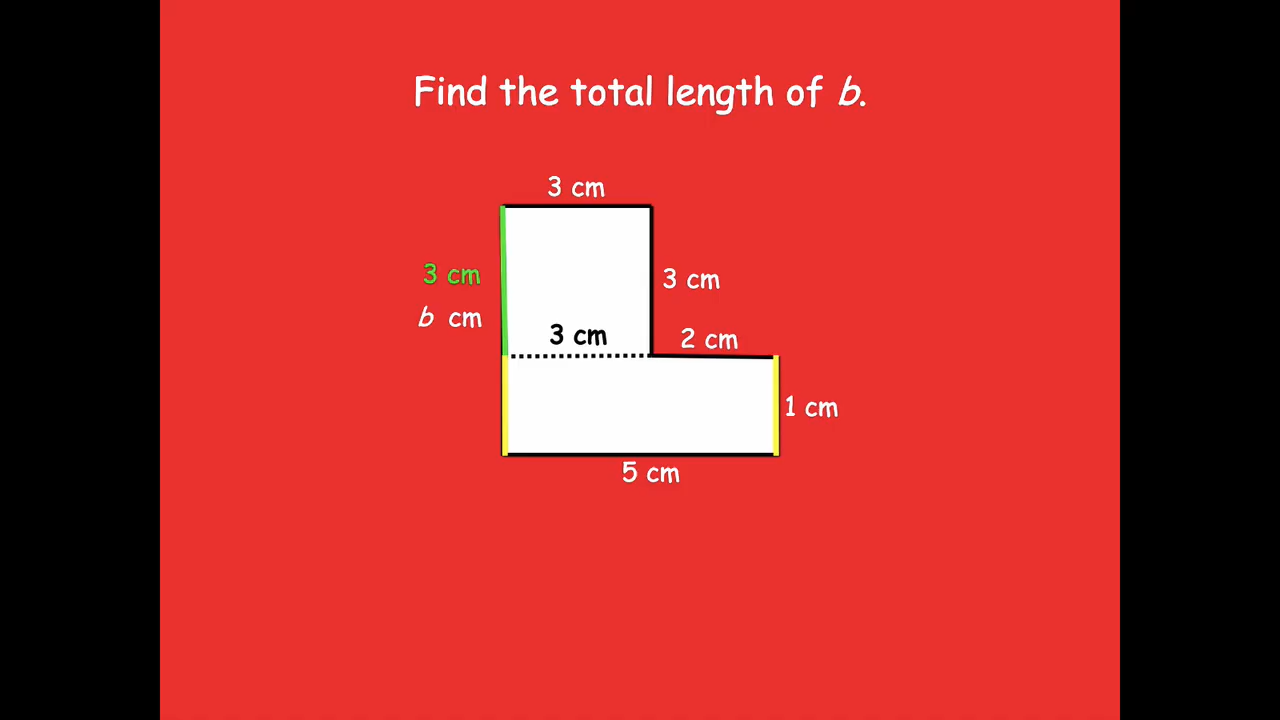 Find the total length of b.
3 cm
3 cm
3 cm
b cm
3 cm
2 cm
1 cm
5 cm